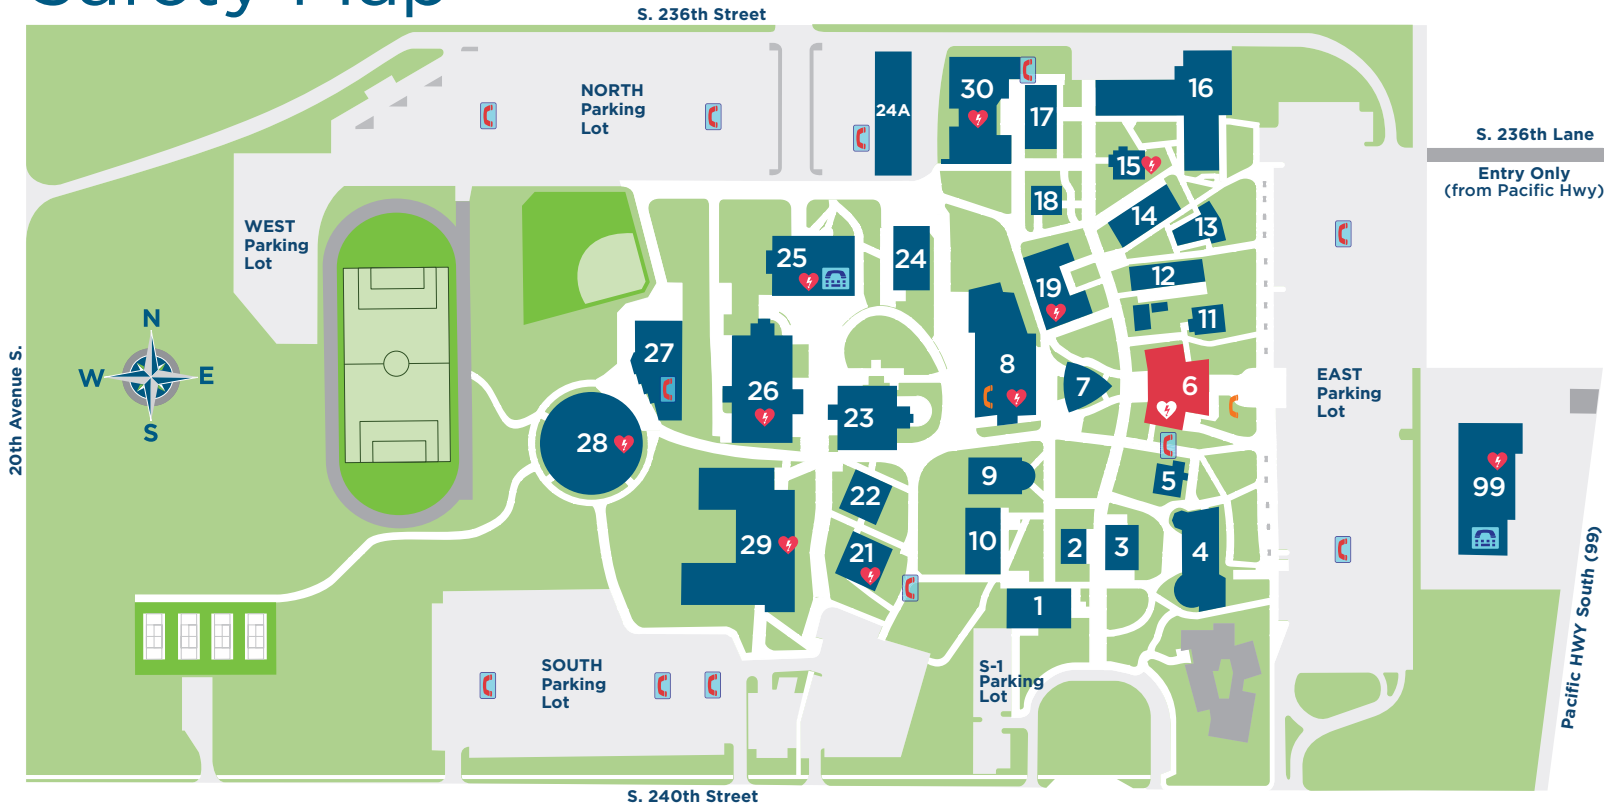 Safety Map
S. 236th Street
NORTH
Parking
Lot
24A
30
17
16
S. 236th Lane
Entry Only
(from Pacific Hwy)
15
18
14
13
WEST
Parking
Lot
25
24
19
12
11
N
W
E
S
20th Avenue S.
27
26
23
8
7
6
EAST
Parking
Lot
28
9
5
22
99
29
21
10
2
3
4
1
SOUTH
Parking
Lot
S-1
Parking
Lot
Pacific HWY South (99)
S. 240th Street